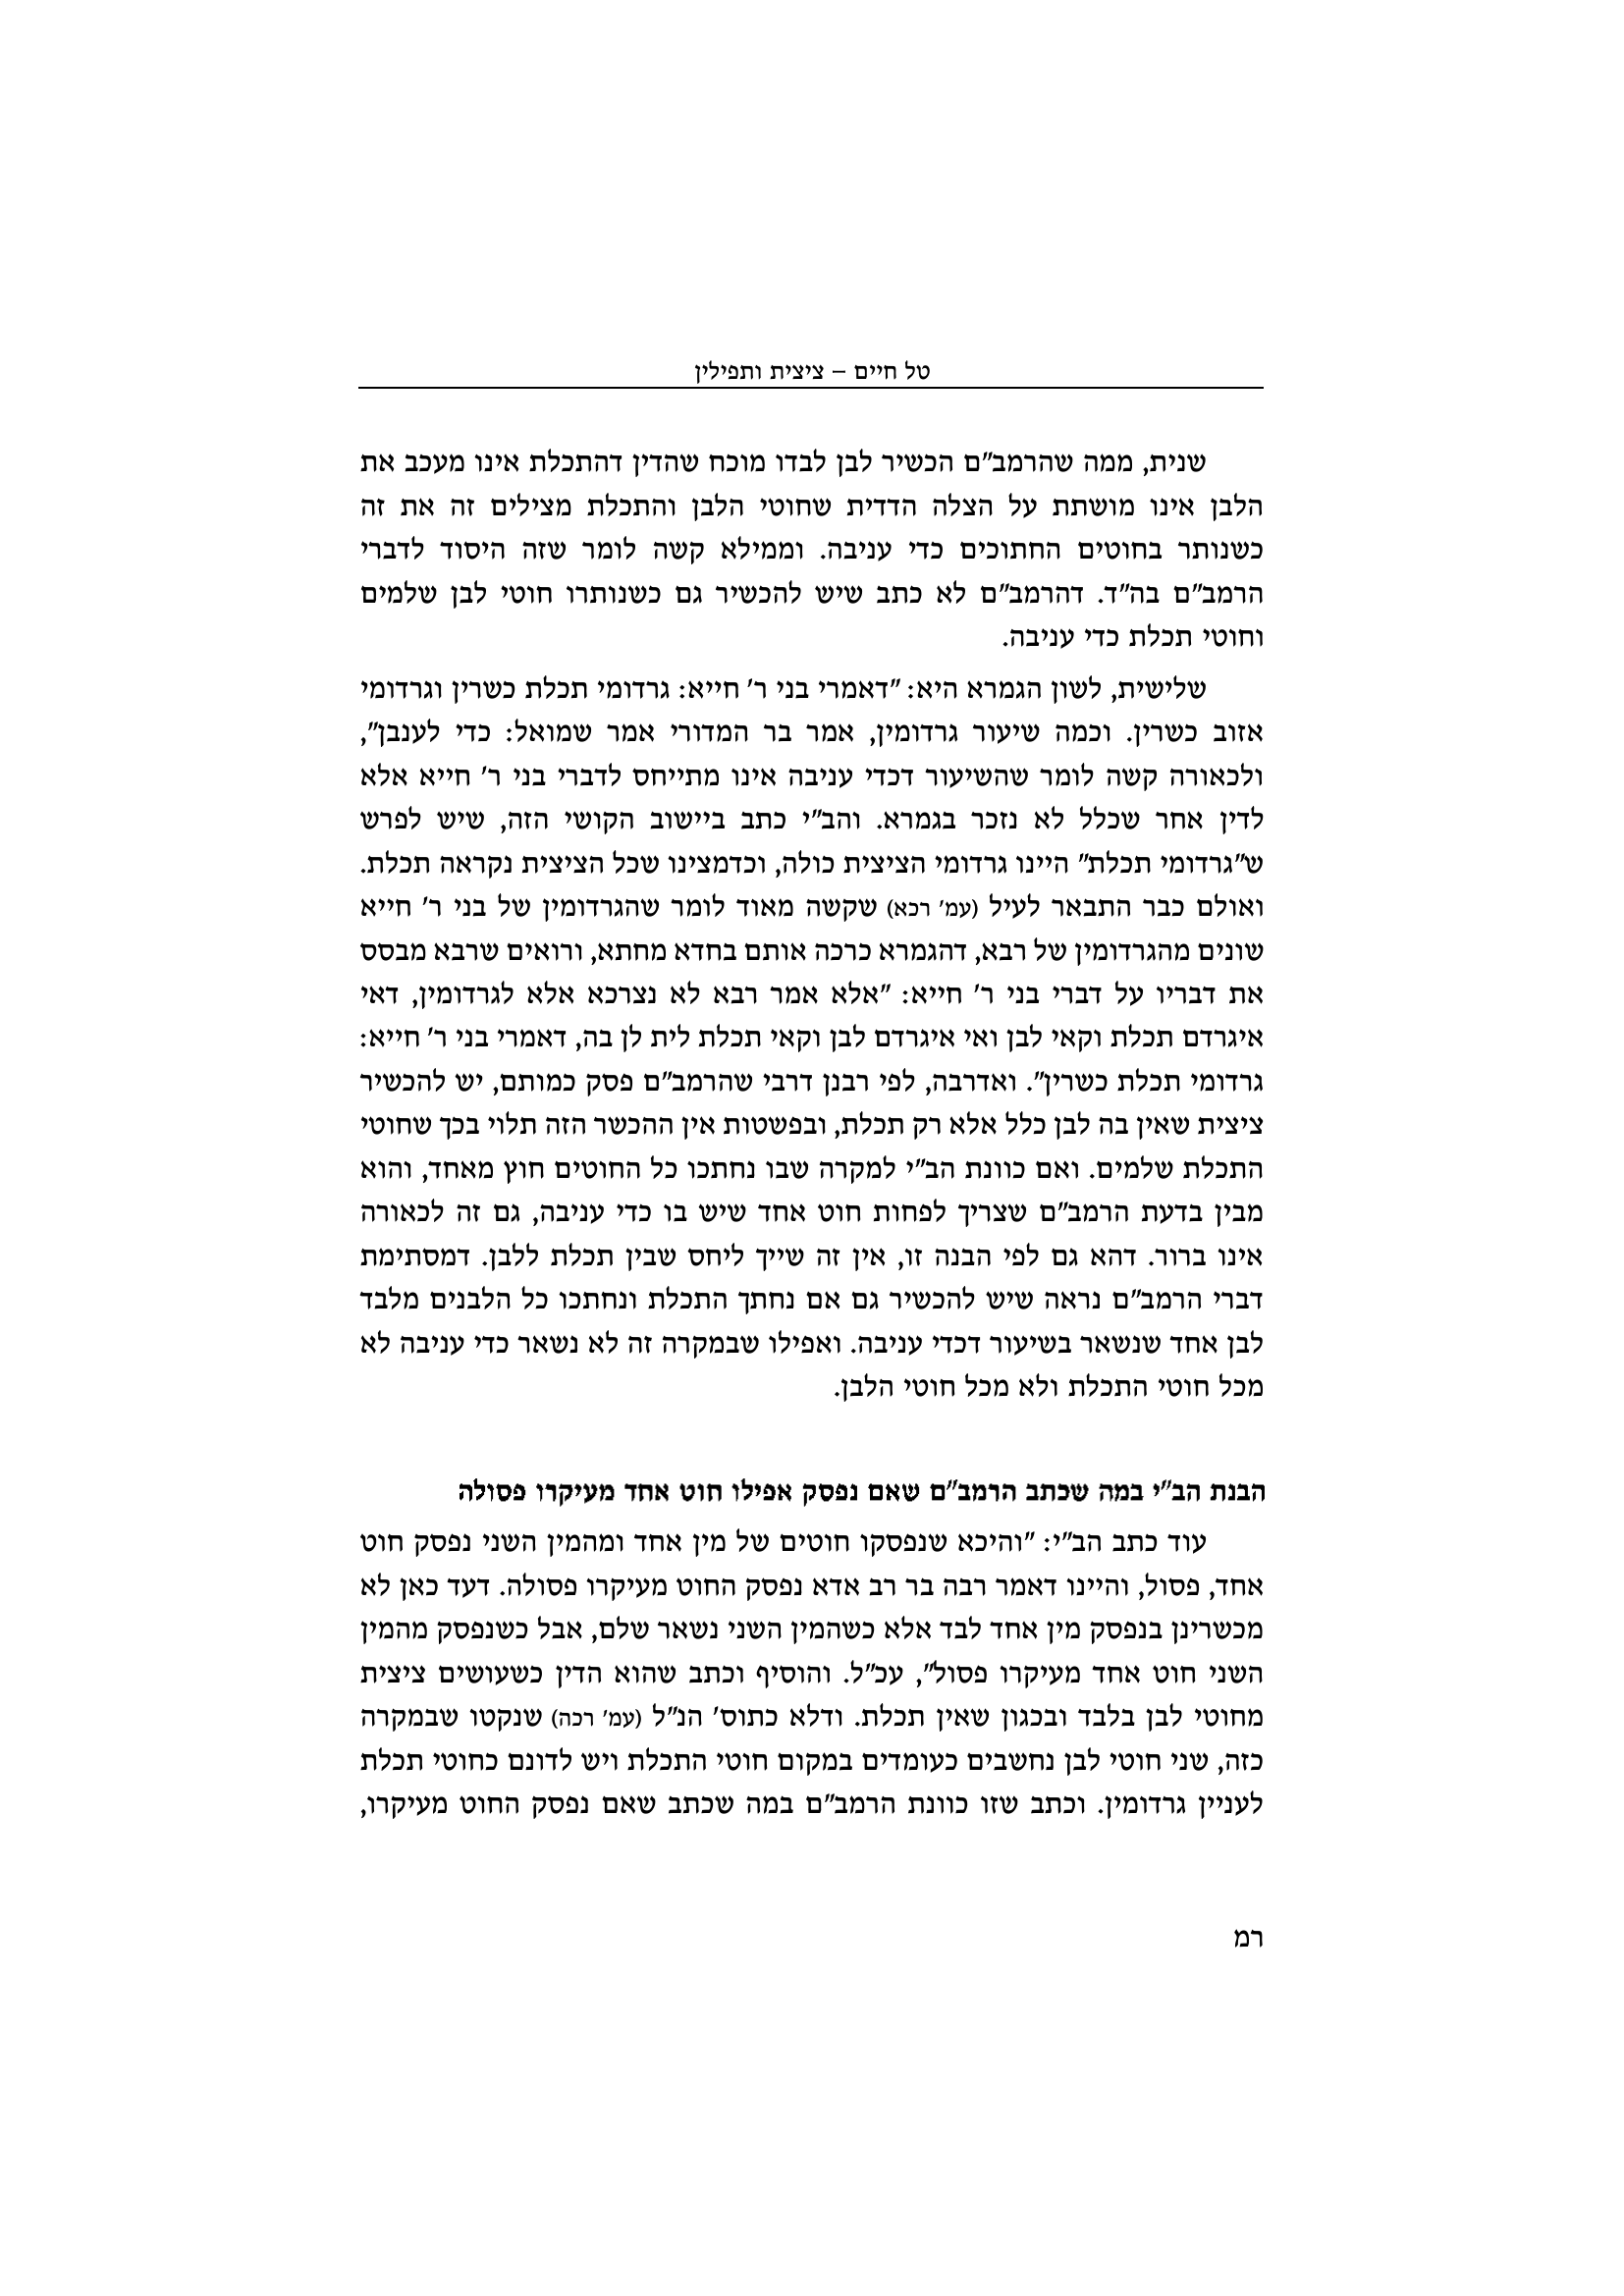 טל חיים – ציצית ותפילין
שנית, ממה שהרמב"ם הכשיר לבן לבדו מוכח שהדין דהתכלת אינו מעכב את
הלבן אינו מושתת על הצלה הדדית שחוטי הלבן והתכלת מצילים זה את זה
כשנותר בחוטים החתוכים כדי עניבה. וממילא קשה לומר שזה היסוד לדברי
הרמב"ם בה"ד. דהרמב"ם לא כתב שיש להכשיר גם כשנותרו חוטי לבן שלמים
וחוטי תכלת כדי עניבה.
שלישית, לשון הגמרא היא: "דאמרי בני ר' חייא: גרדומי תכלת כשרין וגרדומי
אזוב כשרין. וכמה שיעור גרדומין, אמר בר המדורי אמר שמואל: כדי לענבן",
ולכאורה קשה לומר שהשיעור דכדי עניבה אינו מתייחס לדברי בני ר' חייא אלא
לדין אחר שכלל לא נזכר בגמרא. והב"י כתב ביישוב הקושי הזה, שיש לפרש
ש"גרדומי תכלת" היינו גרדומי הציצית כולה, וכדמצינו שכל הציצית נקראה תכלת.
ואולם כבר התבאר לעיל (עמ' רכא) שקשה מאוד לומר שהגרדומין של בני ר' חייא
שונים מהגרדומין של רבא, דהגמרא כרכה אותם בחדא מחתא, ורואים שרבא מבסס
את דבריו על דברי בני ר' חייא: "אלא אמר רבא לא נצרכא אלא לגרדומין, דאי
איגרדם תכלת וקאי לבן ואי איגרדם לבן וקאי תכלת לית לן בה, דאמרי בני ר' חייא:
גרדומי תכלת כשרין". ואדרבה, לפי רבנן דרבי שהרמב"ם פסק כמותם, יש להכשיר
ציצית שאין בה לבן כלל אלא רק תכלת, ובפשטות אין ההכשר הזה תלוי בכך שחוטי
התכלת שלמים. ואם כוונת הב"י למקרה שבו נחתכו כל החוטים חוץ מאחד, והוא
מבין בדעת הרמב"ם שצריך לפחות חוט אחד שיש בו כדי עניבה, גם זה לכאורה
אינו ברור. דהא גם לפי הבנה זו, אין זה שייך ליחס שבין תכלת ללבן. דמסתימת
דברי הרמב"ם נראה שיש להכשיר גם אם נחתך התכלת ונחתכו כל הלבנים מלבד
לבן אחד שנשאר בשיעור דכדי עניבה. ואפילו שבמקרה זה לא נשאר כדי עניבה לא
מכל חוטי התכלת ולא מכל חוטי הלבן.
הבנת הב"י במה שכתב הרמב"ם שאם נפסק אפילו חוט אחד מעיקרו פסולה
עוד כתב הב"י: "והיכא שנפסקו חוטים של מין אחד ומהמין השני נפסק חוט
אחד, פסול, והיינו דאמר רבה בר רב אדא נפסק החוט מעיקרו פסולה. דעד כאן לא
מכשרינן בנפסק מין אחד לבד אלא כשהמין השני נשאר שלם, אבל כשנפסק מהמין
השני חוט אחד מעיקרו פסול", עכ"ל. והוסיף וכתב שהוא הדין כשעושים ציצית
מחוטי לבן בלבד ובכגון שאין תכלת. ודלא כתוס' הנ"ל (עמ' רכה) שנקטו שבמקרה
כזה, שני חוטי לבן נחשבים כעומדים במקום חוטי התכלת ויש לדונם כחוטי תכלת
לעניין גרדומין. וכתב שזו כוונת הרמב"ם במה שכתב שאם נפסק החוט מעיקרו,
רמ